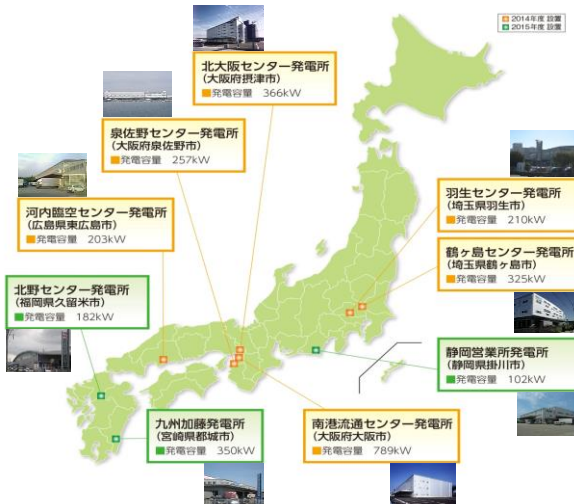 2014年度 設置
2015年度 設置
北大阪センター発電所
(大阪府摂津市)
発電容量 366kW
泉佐野センター発電所
(大阪府泉佐野市)
発電容量 257kW
河内臨空センター発電所
(広島県東広島市)
発電容量 203kW
北野センター発電所
(福岡県久留米市)
発電容量 182kW
九州加藤発電所
(宮崎県都城市)
発電容量 350kW
南港流通センター発電所
(大阪府大阪市)
発電容量 789kW
羽生センター発電所
(埼玉県羽生市)
発電容量 210kW
鶴ヶ島センター発電所
(埼玉県鶴ヶ島市)
発電容量 325kW
静岡営業所発電所
(静岡県掛川市)
発電容量 102kW